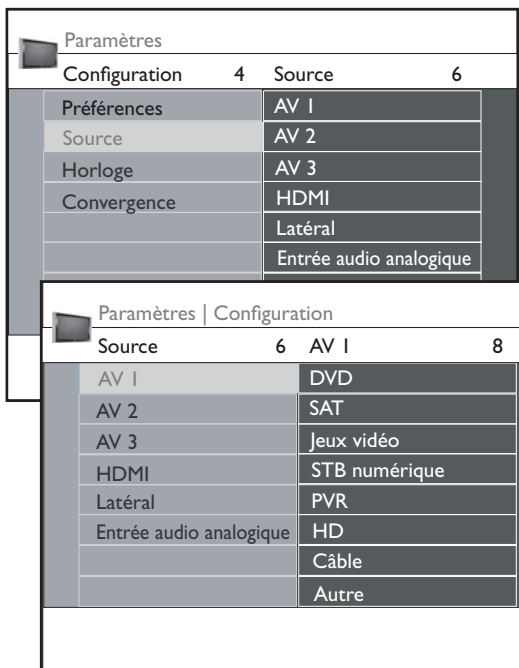 Paramètres
Configuration 4 Source 6
Préférences AV 1
Source AV 2
Horloge AV 3
Convergence HDMI
Latéral
Entrée audio analogique
Paramètres | Configuration
Source 6 AV 1 8
AV 1 DVD
AV 2 SAT
AV 3 Jeux vidéo
HDMI STB numérique
Latéral PVR
Entrée audio analogique HD
Câble
Autre